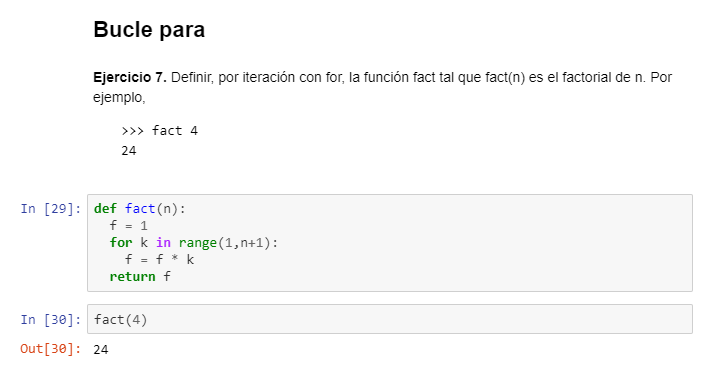 Bucle para
Ejercicio 7. Definir, por iteración con for, la función fact tal que fact(n) es el factorial de n. Por
ejemplo,
>>> fact 4
24
In [29]: def fact(n):
f = 1
for k in range(1,n+1):
f = f * k
return f
In [30]: fact(4)
Out[30]: 24